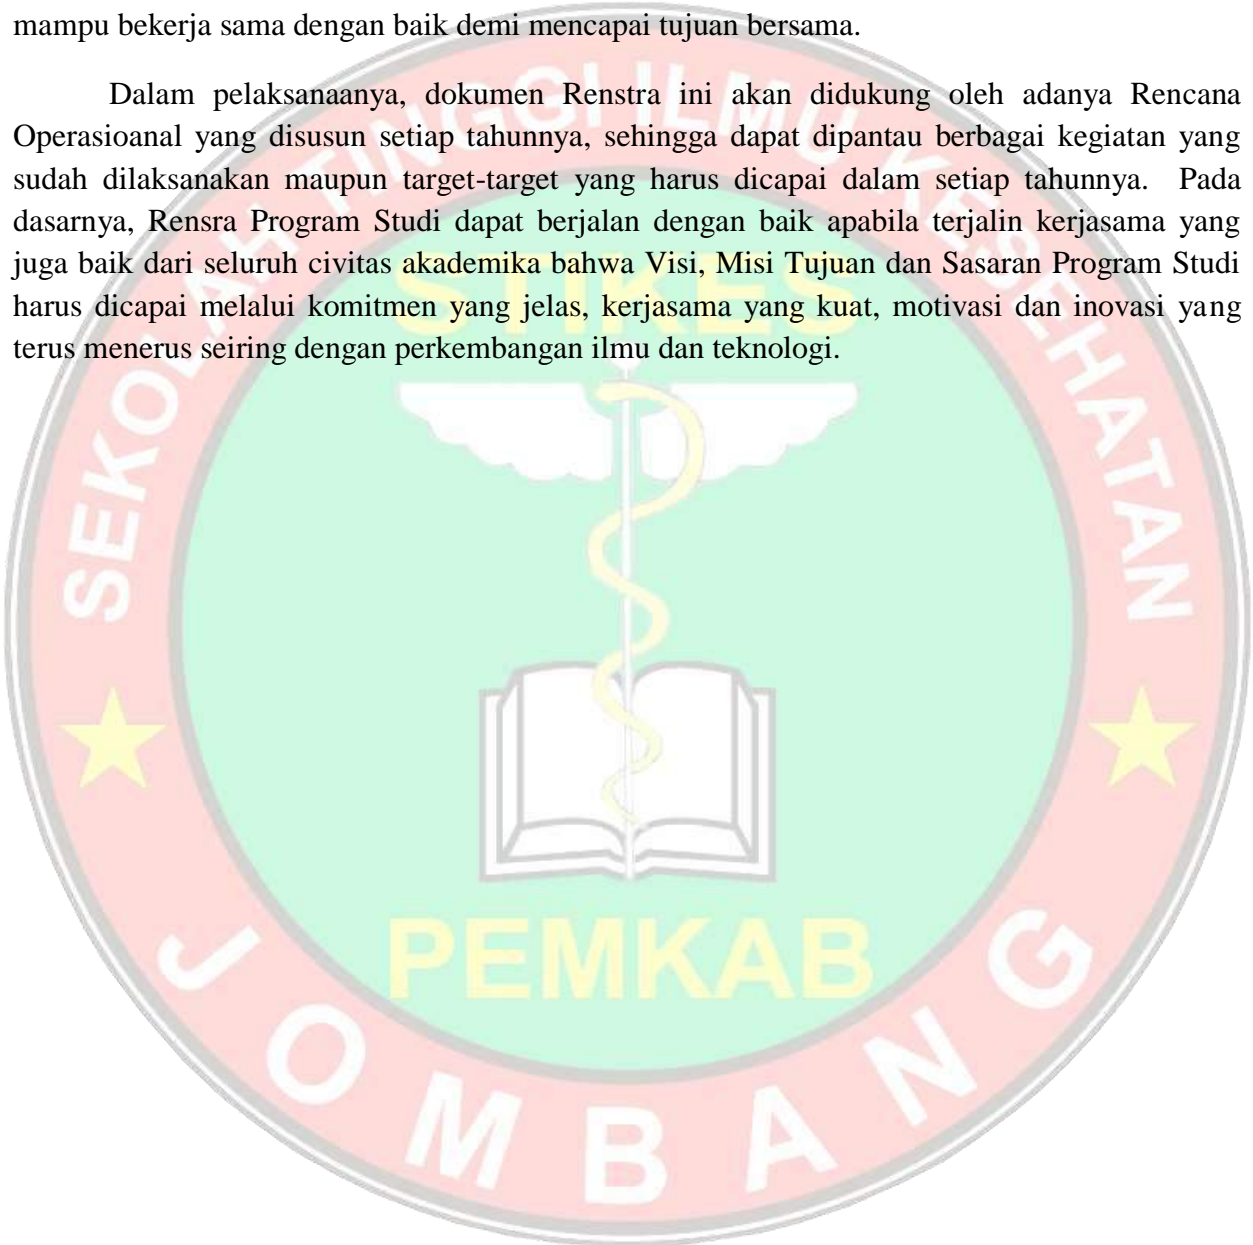 mampu bekerja sama dengan baik demi mencapai tujuan bersama.
Dalam pelaksanaanya, dokumen Renstra ini akan didukung oleh adanya Rencana
Operasioanal yang disusun setiap tahunnya, sehingga dapat dipantau berbagai kegiatan yang
sudah dilaksanakan maupun target-target yang harus dicapai dalam setiap tahunnya. Pada
dasarnya, Rensra Program Studi dapat berjalan dengan baik apabila terjalin kerjasama yang
juga baik dari seluruh civitas akademika bahwa Visi, Misi Tujuan dan Sasaran Program Studi
harus dicapai melalui komitmen yang jelas, kerjasama yang kuat, motivasi dan inovasi yang
terus menerus seiring dengan perkembangan ilmu dan teknologi.
SEKOLAH TINGGI ILMU KESEHATAN
STIKES
PEMKAB
JOMBANG